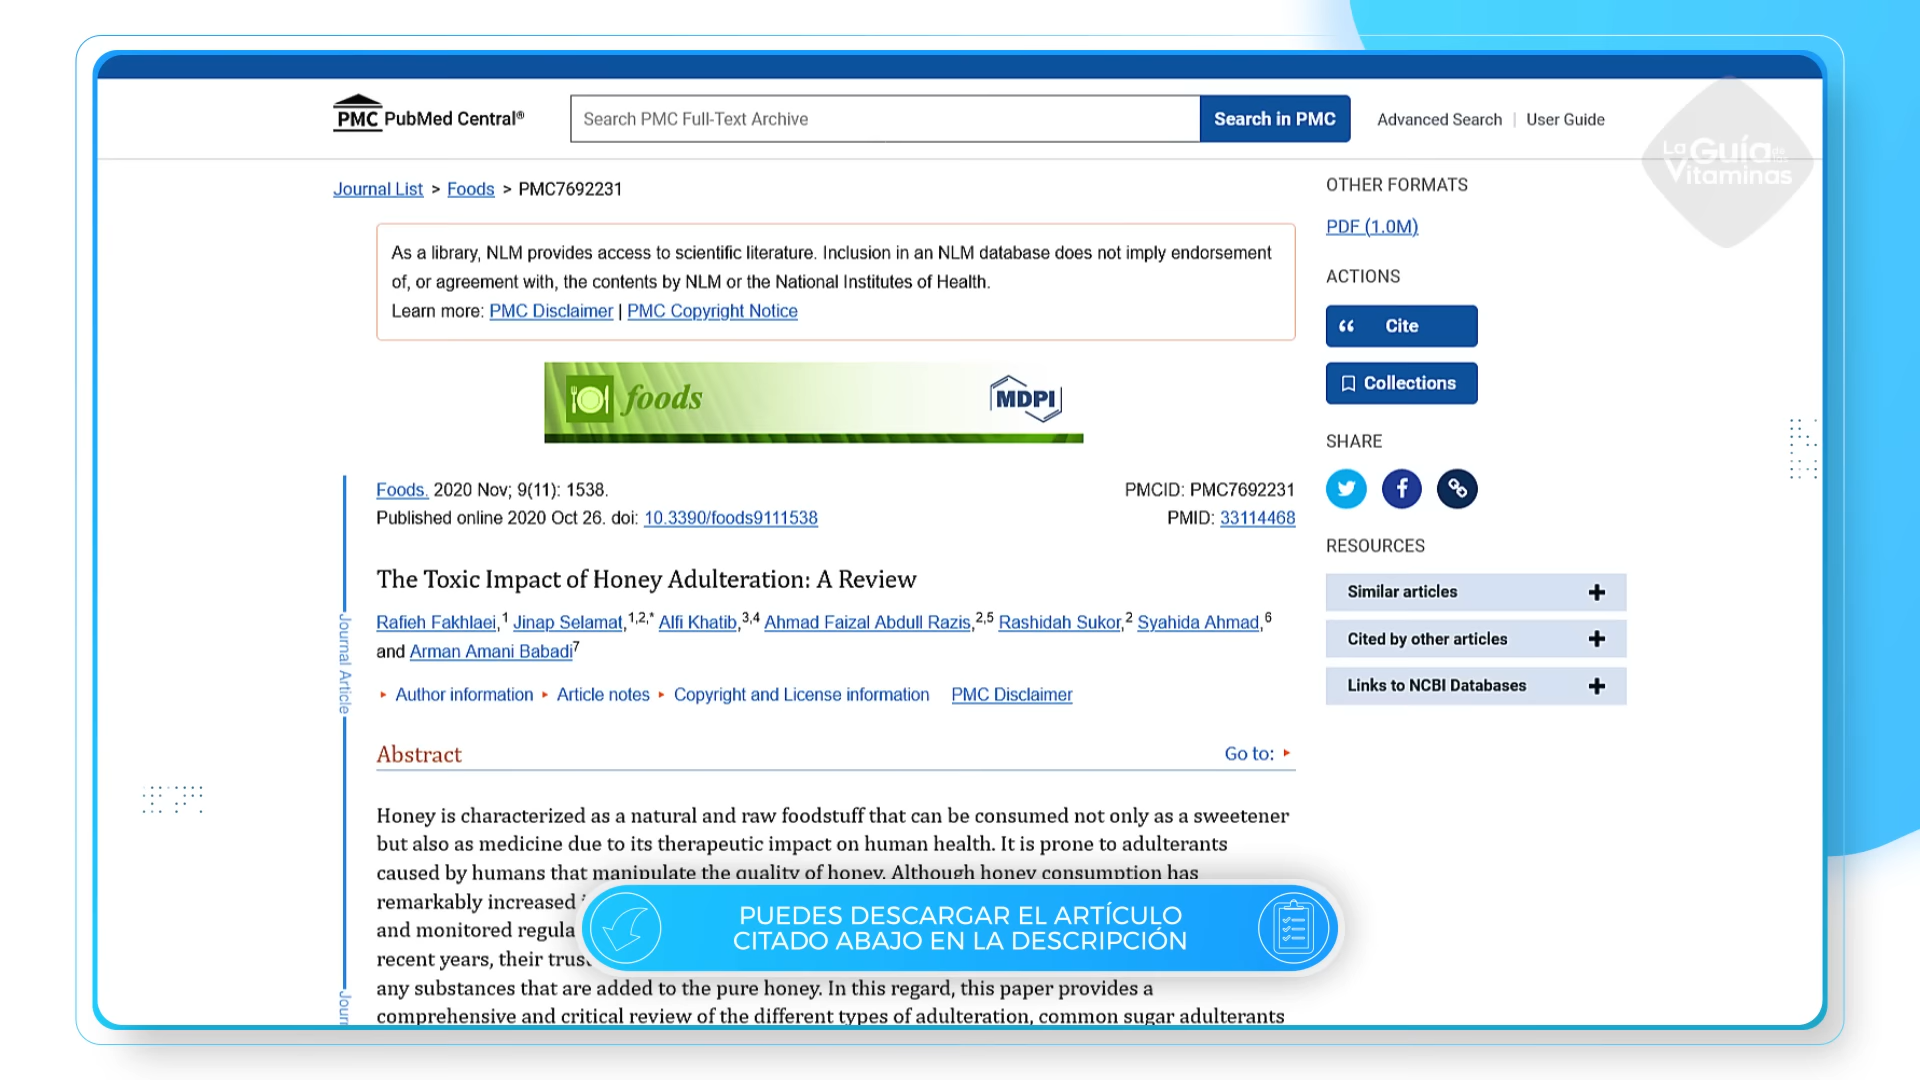 PMC PubMed Central®
Search PMC Full-Text Archive
Search in PMC
Advanced Search | User Guide
La Guía de las
Vitaminas
Journal List > Foods > PMC7692231
As a library, NLM provides access to scientific literature. Inclusion in an NLM database does not imply endorsement
of, or agreement with, the contents by NLM or the National Institutes of Health.
Learn more: PMC Disclaimer | PMC Copyright Notice
foods
MDPI
Foods. 2020 Nov; 9(11): 1538.
Published online 2020 Oct 26. doi: 10.3390/foods9111538
PMCID: PMC7692231
PMID: 33114468
The Toxic Impact of Honey Adulteration: A Review
Rafieh Fakhlaei,1 Jinap Selamat,1,2,* Alfi Khatib,3,4 Ahmad Faizal Abdull Razis,2,5 Rashidah Sukor,2 Syahida Ahmad,6
and Arman Amani Babadi7
Author information Article notes Copyright and License information PMC Disclaimer
Journal Article
Abstract
Go to:
Honey is characterized as a natural and raw foodstuff that can be consumed not only as a sweetener
but also as medicine due to its therapeutic impact on human health. It is prone to adulterants
caused by humans that manipulate the quality of honey. Although honey consumption has
remarkably increased
and monitored regula
recent years, their trus
any substances that are added to the pure honey. In this regard, this paper provides a
comprehensive and critical review of the different types of adulteration, common sugar adulterants
Journ
PUEDES DESCARGAR EL ARTÍCULO
CITADO ABAJO EN LA DESCRIPCIÓN
OTHER FORMATS
PDF (1.0M)
ACTIONS
Cite
Collections
SHARE
RESOURCES
Similar articles
Cited by other articles
Links to NCBI Databases